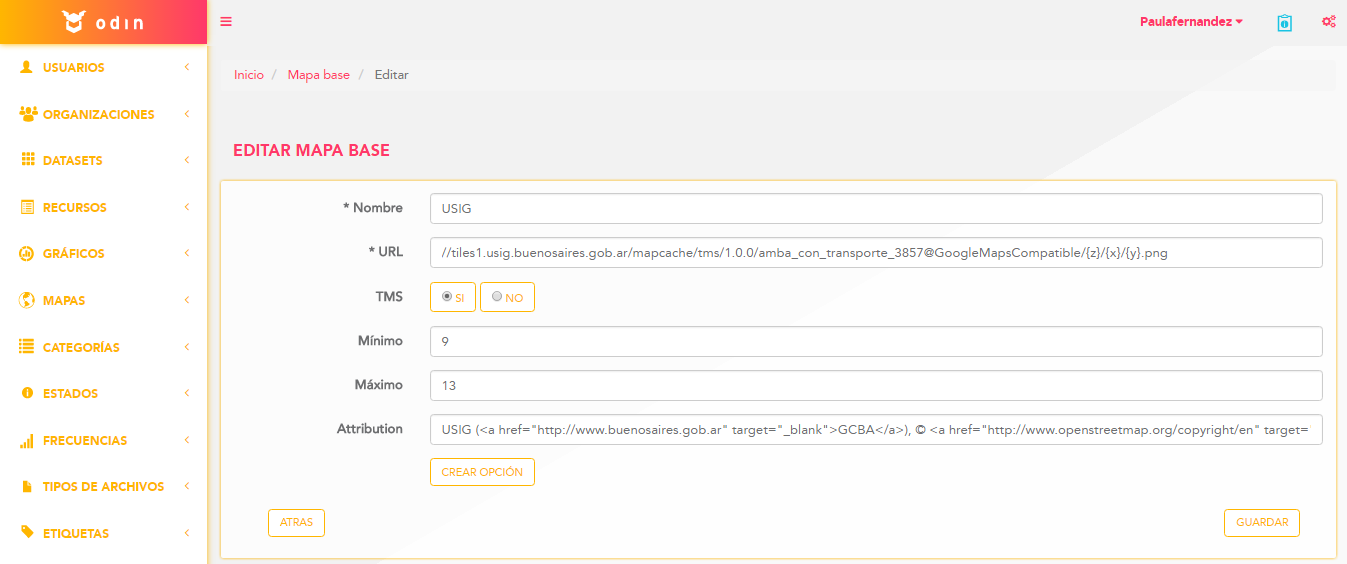 odin
Paulafernandez
USUARIOS
ORGANIZACIONES
DATASETS
RECURSOS
GRÁFICOS
MAPAS
CATEGORÍAS
ESTADOS
FRECUENCIAS
TIPOS DE ARCHIVOS
ETIQUETAS
Inicio / Mapa base / Editar
EDITAR MAPA BASE
* Nombre USIG
* URL //tiles1.usig.buenosaires.gob.ar/mapcache/tms/1.0.0/amba_con_transporte_3857@GoogleMapsCompatible/{z}/{x}/{y}.png
TMS SI NO
Mínimo 9
Máximo 13
Attribution USIG (<a href="http://www.buenosaires.gob.ar" target="_blank">GCBA</a>), © <a href="http://www.openstreetmap.org/copyright/en" target=
CREAR OPCIÓN
ATRAS GUARDAR